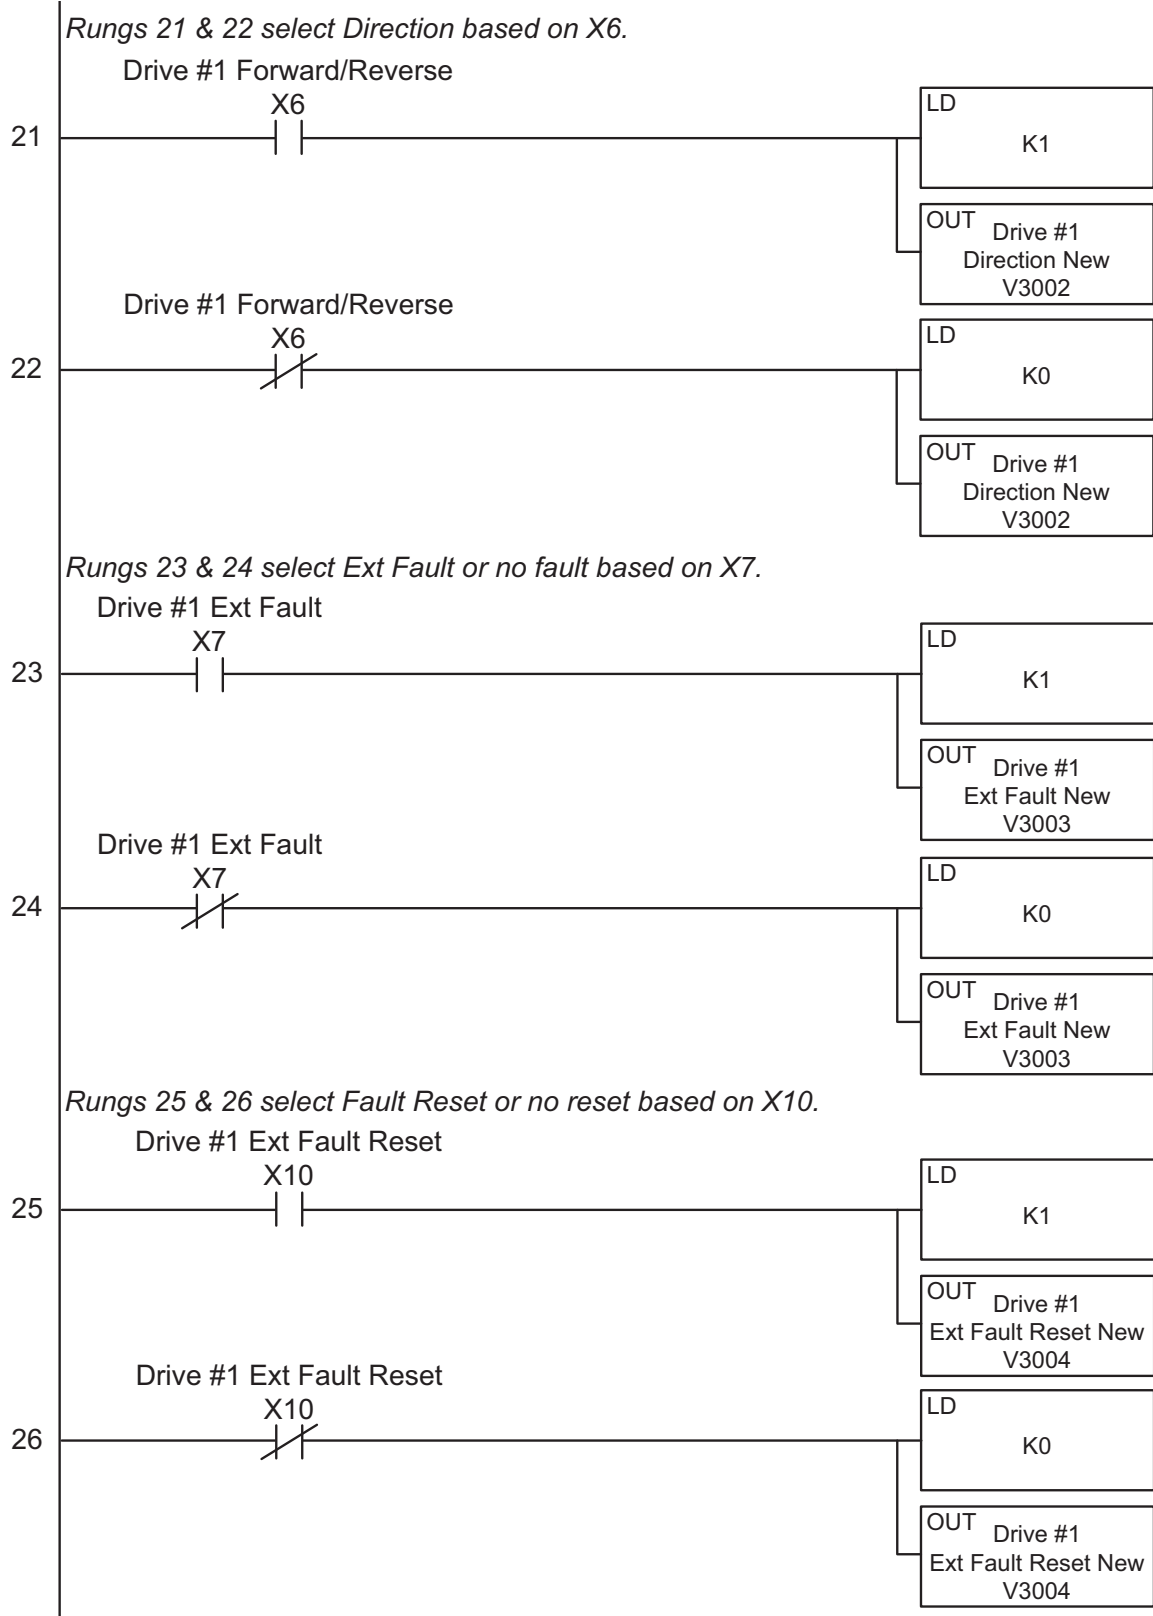 Rungs 21 & 22 select Direction based on X6.
Drive #1 Forward/Reverse
X6
21
LD
K1
OUT
Drive #1
Direction New
V3002
Drive #1 Forward/Reverse
X6
22
LD
K0
OUT
Drive #1
Direction New
V3002
Rungs 23 & 24 select Ext Fault or no fault based on X7.
Drive #1 Ext Fault
X7
23
LD
K1
OUT
Drive #1
Ext Fault New
V3003
Drive #1 Ext Fault
X7
24
LD
K0
OUT
Drive #1
Ext Fault New
V3003
Rungs 25 & 26 select Fault Reset or no reset based on X10.
Drive #1 Ext Fault Reset
X10
25
LD
K1
OUT
Drive #1
Ext Fault Reset New
V3004
Drive #1 Ext Fault Reset
X10
26
LD
K0
OUT
Drive #1
Ext Fault Reset New
V3004